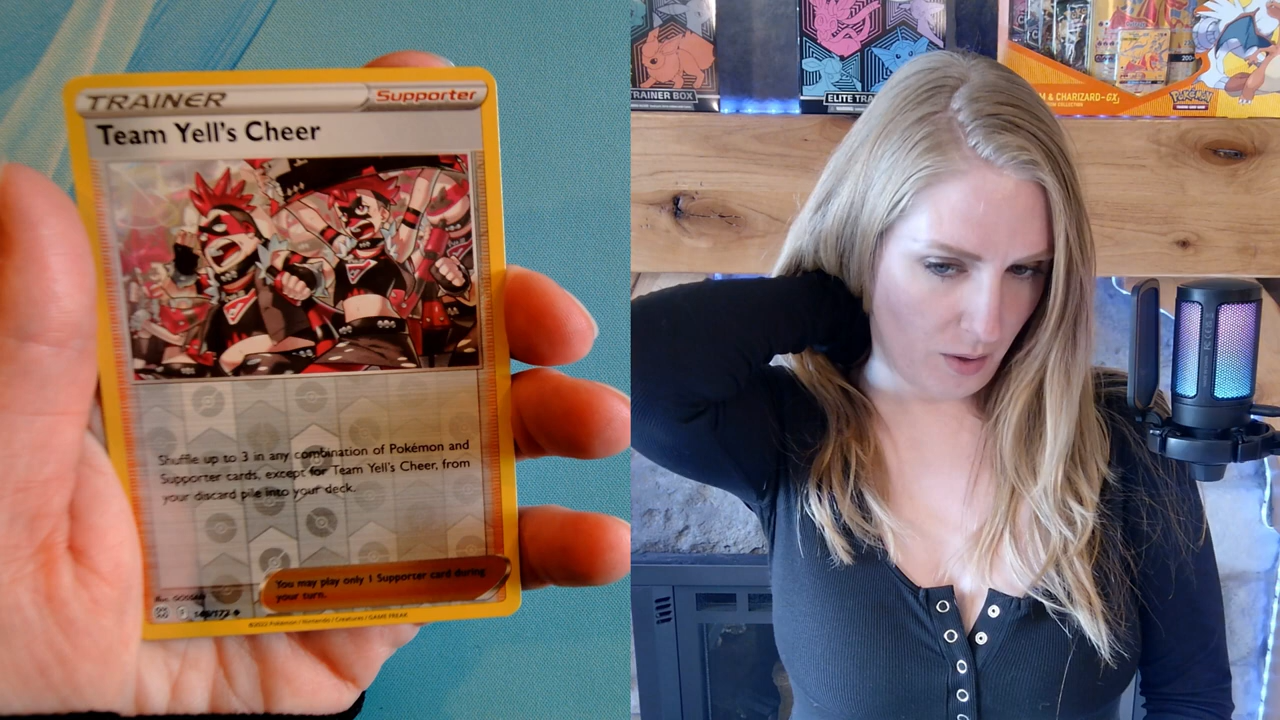 TRAINER
Supporter
Team Yell's Cheer
Shuffle up to 3 in any combination of Pokémon and
Supporter cards, except for Team Yell's Cheer, from
your discard pile into your deck.
You may play only 1 Supporter card during
your turn.
©2022 Pokémon / Nintendo / Creatures / GAME FREAK
TRAINER BOX
ELITE TRA
& CHARIZARD-GX
POKÉMON